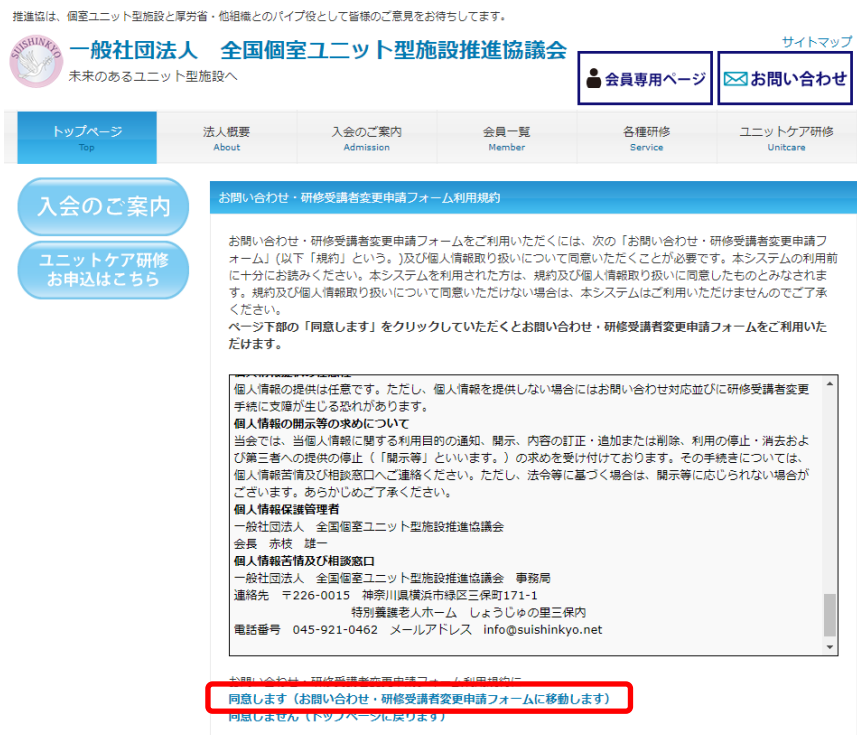 推進協は、個室ユニット型施設と厚労省・他組織とのパイプ役として皆様のご意見をお待ちしてます。
サイトマップ
SUISHINKYO
一般社団法人　全国個室ユニット型施設推進協議会
未来のあるユニット型施設へ
会員専用ページ
お問い合わせ
トップページ
Top
法人概要
About
入会のご案内
Admission
会員一覧
Member
各種研修
Service
ユニットケア研修
Unitcare
入会のご案内
ユニットケア研修
お申込はこちら
お問い合わせ・研修受講者変更申請フォーム利用規約
お問い合わせ・研修受講者変更申請フォームをご利用いただくには、次の「お問い合わせ・研修受講者変更申請フ
ォーム」(以下「規約」という。)及び個人情報取り扱いについて同意いただくことが必要です。本システムの利用前
に十分にお読みください。本システムを利用された方は、規約及び個人情報取り扱いに同意したものとみなされま
す。規約及び個人情報取り扱いについて同意いただけない場合は、本システムはご利用いただけませんのでご了承
ください。
ページ下部の「同意します」をクリックしていただくとお問い合わせ・研修受講者変更申請フォームをご利用いた
だけます。
個人情報の提供は任意です。ただし、個人情報を提供しない場合にはお問い合わせ対応並びに研修受講者変更
手続に支障が生じる恐れがあります。
個人情報の開示等の求めについて
当会では、当個人情報に関する利用目的の通知、開示、内容の訂正・追加または削除、利用の停止・消去およ
び第三者への提供の停止（「開示等」といいます。）の求めを受け付けております。その手続きについては、
個人情報苦情及び相談窓口へご連絡ください。ただし、法令等に基づく場合は、開示等に応じられない場合が
ございます。あらかじめご了承ください。
個人情報保護管理者
一般社団法人　全国個室ユニット型施設推進協議会
会長 赤枝 雄一
個人情報苦情及び相談窓口
一般社団法人　全国個室ユニット型施設推進協議会　事務局
連絡先　〒226-0015　神奈川県横浜市緑区三保町171-1
特別養護老人ホーム　しょうじゅの里三保内
電話番号　045-921-0462　メールアドレス　info@suishinkyo.net
お問い合わせ・研修受講者変更申請フォーム利用規約に
同意します（お問い合わせ・研修受講者変更申請フォームに移動します）
同意しません（トップページに戻ります）